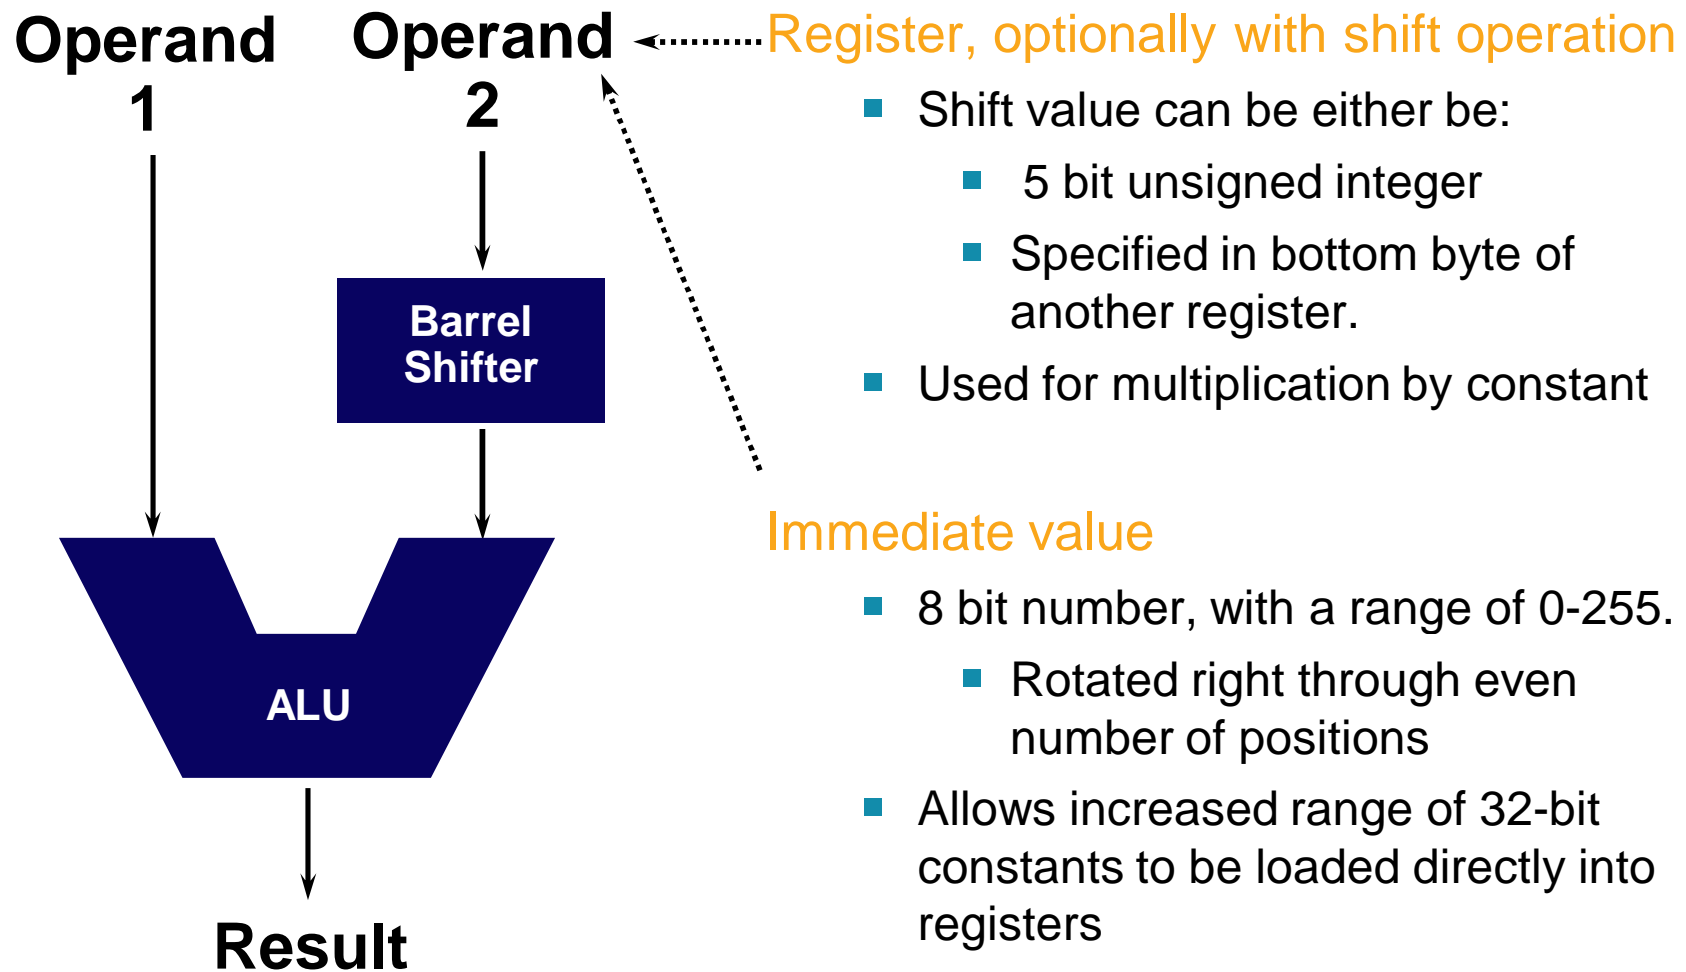 Operand
1
Operand
2
Barrel
Shifter
ALU
Result
Register, optionally with shift operation
Shift value can be either be:
5 bit unsigned integer
Specified in bottom byte of
another register.
Used for multiplication by constant
Immediate value
8 bit number, with a range of 0-255.
Rotated right through even
number of positions
Allows increased range of 32-bit
constants to be loaded directly into
registers